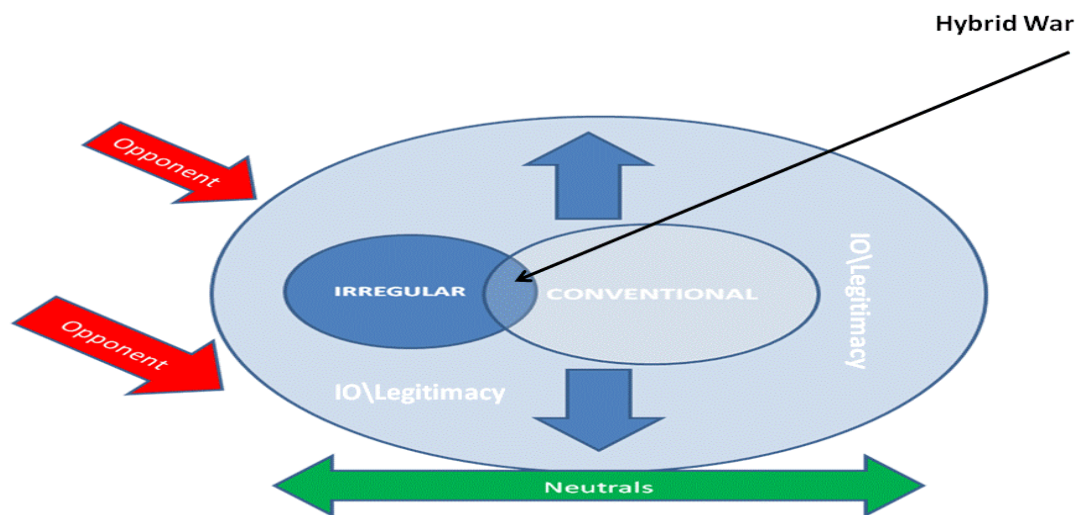 Hybrid War
Opponent
IO\Legitimacy
IRREGULAR
CONVENTIONAL
Opponent
IO\Legitimacy
Neutrals